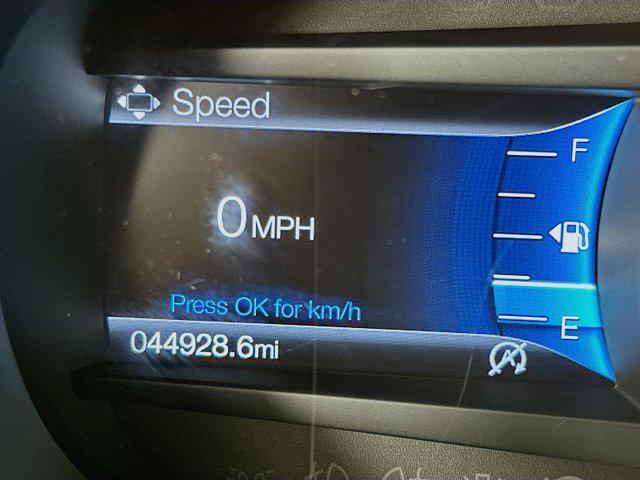 Speed
F
0 MPH
Press OK for km/h
E
044928.6mi
A